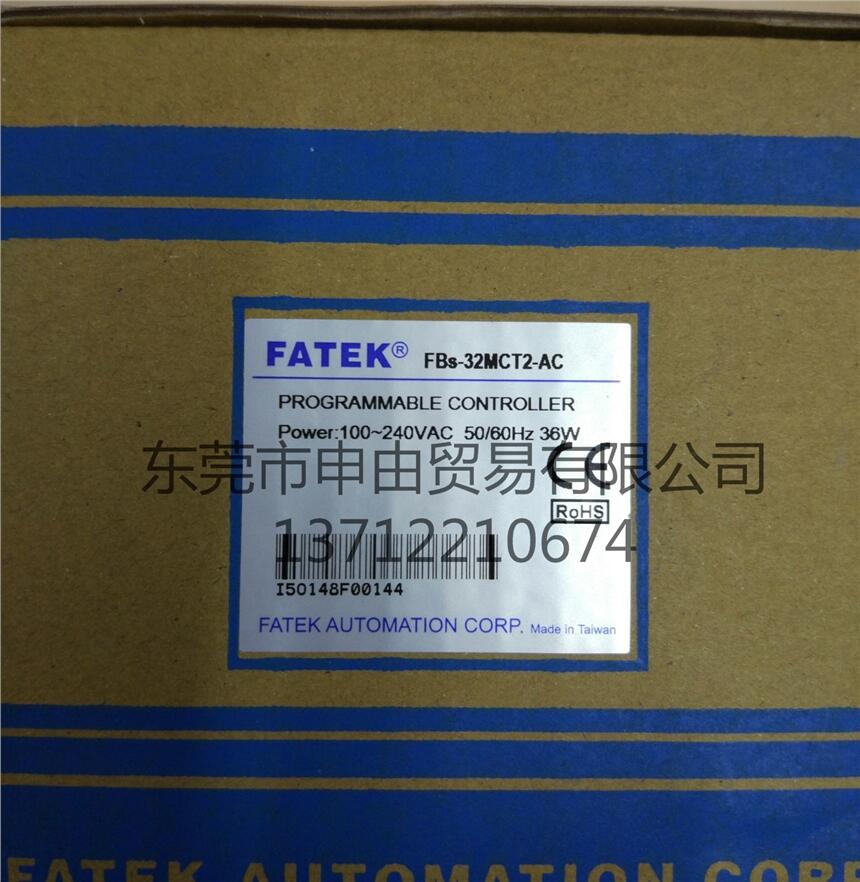 FATEK® FBs-32MCT2-AC
PROGRAMMABLE CONTROLLER
Power:100~240VAC 50/60Hz 36W
东莞市申由贸易有限公司
CE
RoHS
13712210674
I50148F00144
FATEK AUTOMATION CORP. Made in Taiwan
FATEK AUTOMATION CORP